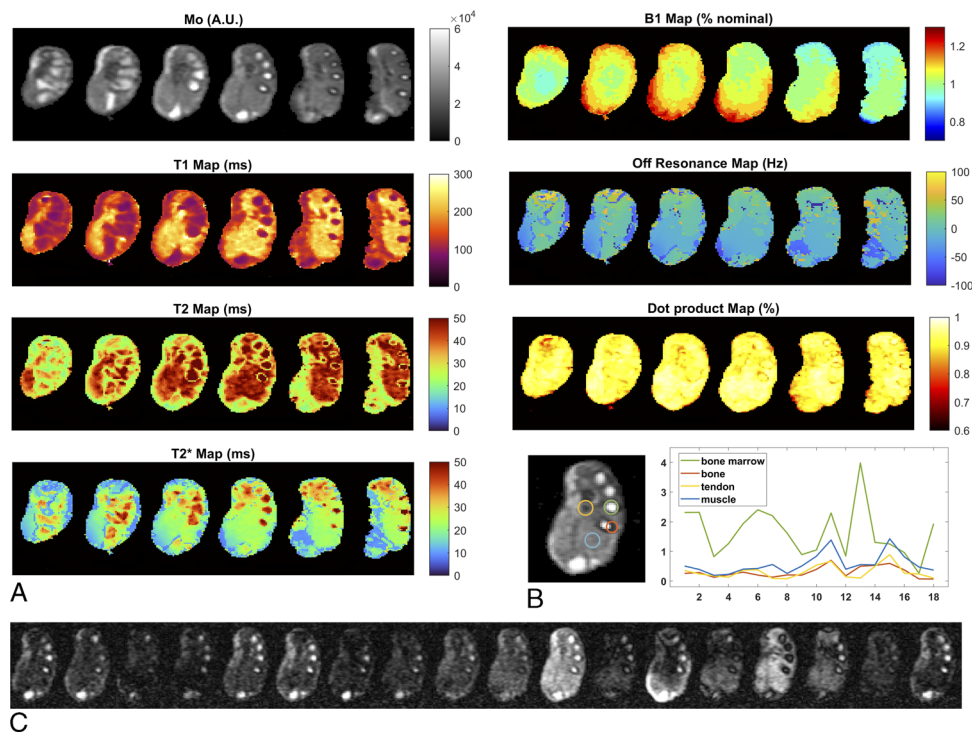 Mo (A.U.)
×10⁴
6
4
2
0
T1 Map (ms)
300
200
100
0
T2 Map (ms)
50
40
30
20
10
0
T2* Map (ms)
50
40
30
20
10
0
A
B1 Map (% nominal)
1.2
1
0.8
Off Resonance Map (Hz)
100
50
0
-50
-100
Dot product Map (%)
1
0.9
0.8
0.7
0.6
B
4
3
2
1
0
bone marrow
bone
tendon
muscle
2 4 6 8 10 12 14 16 18
C